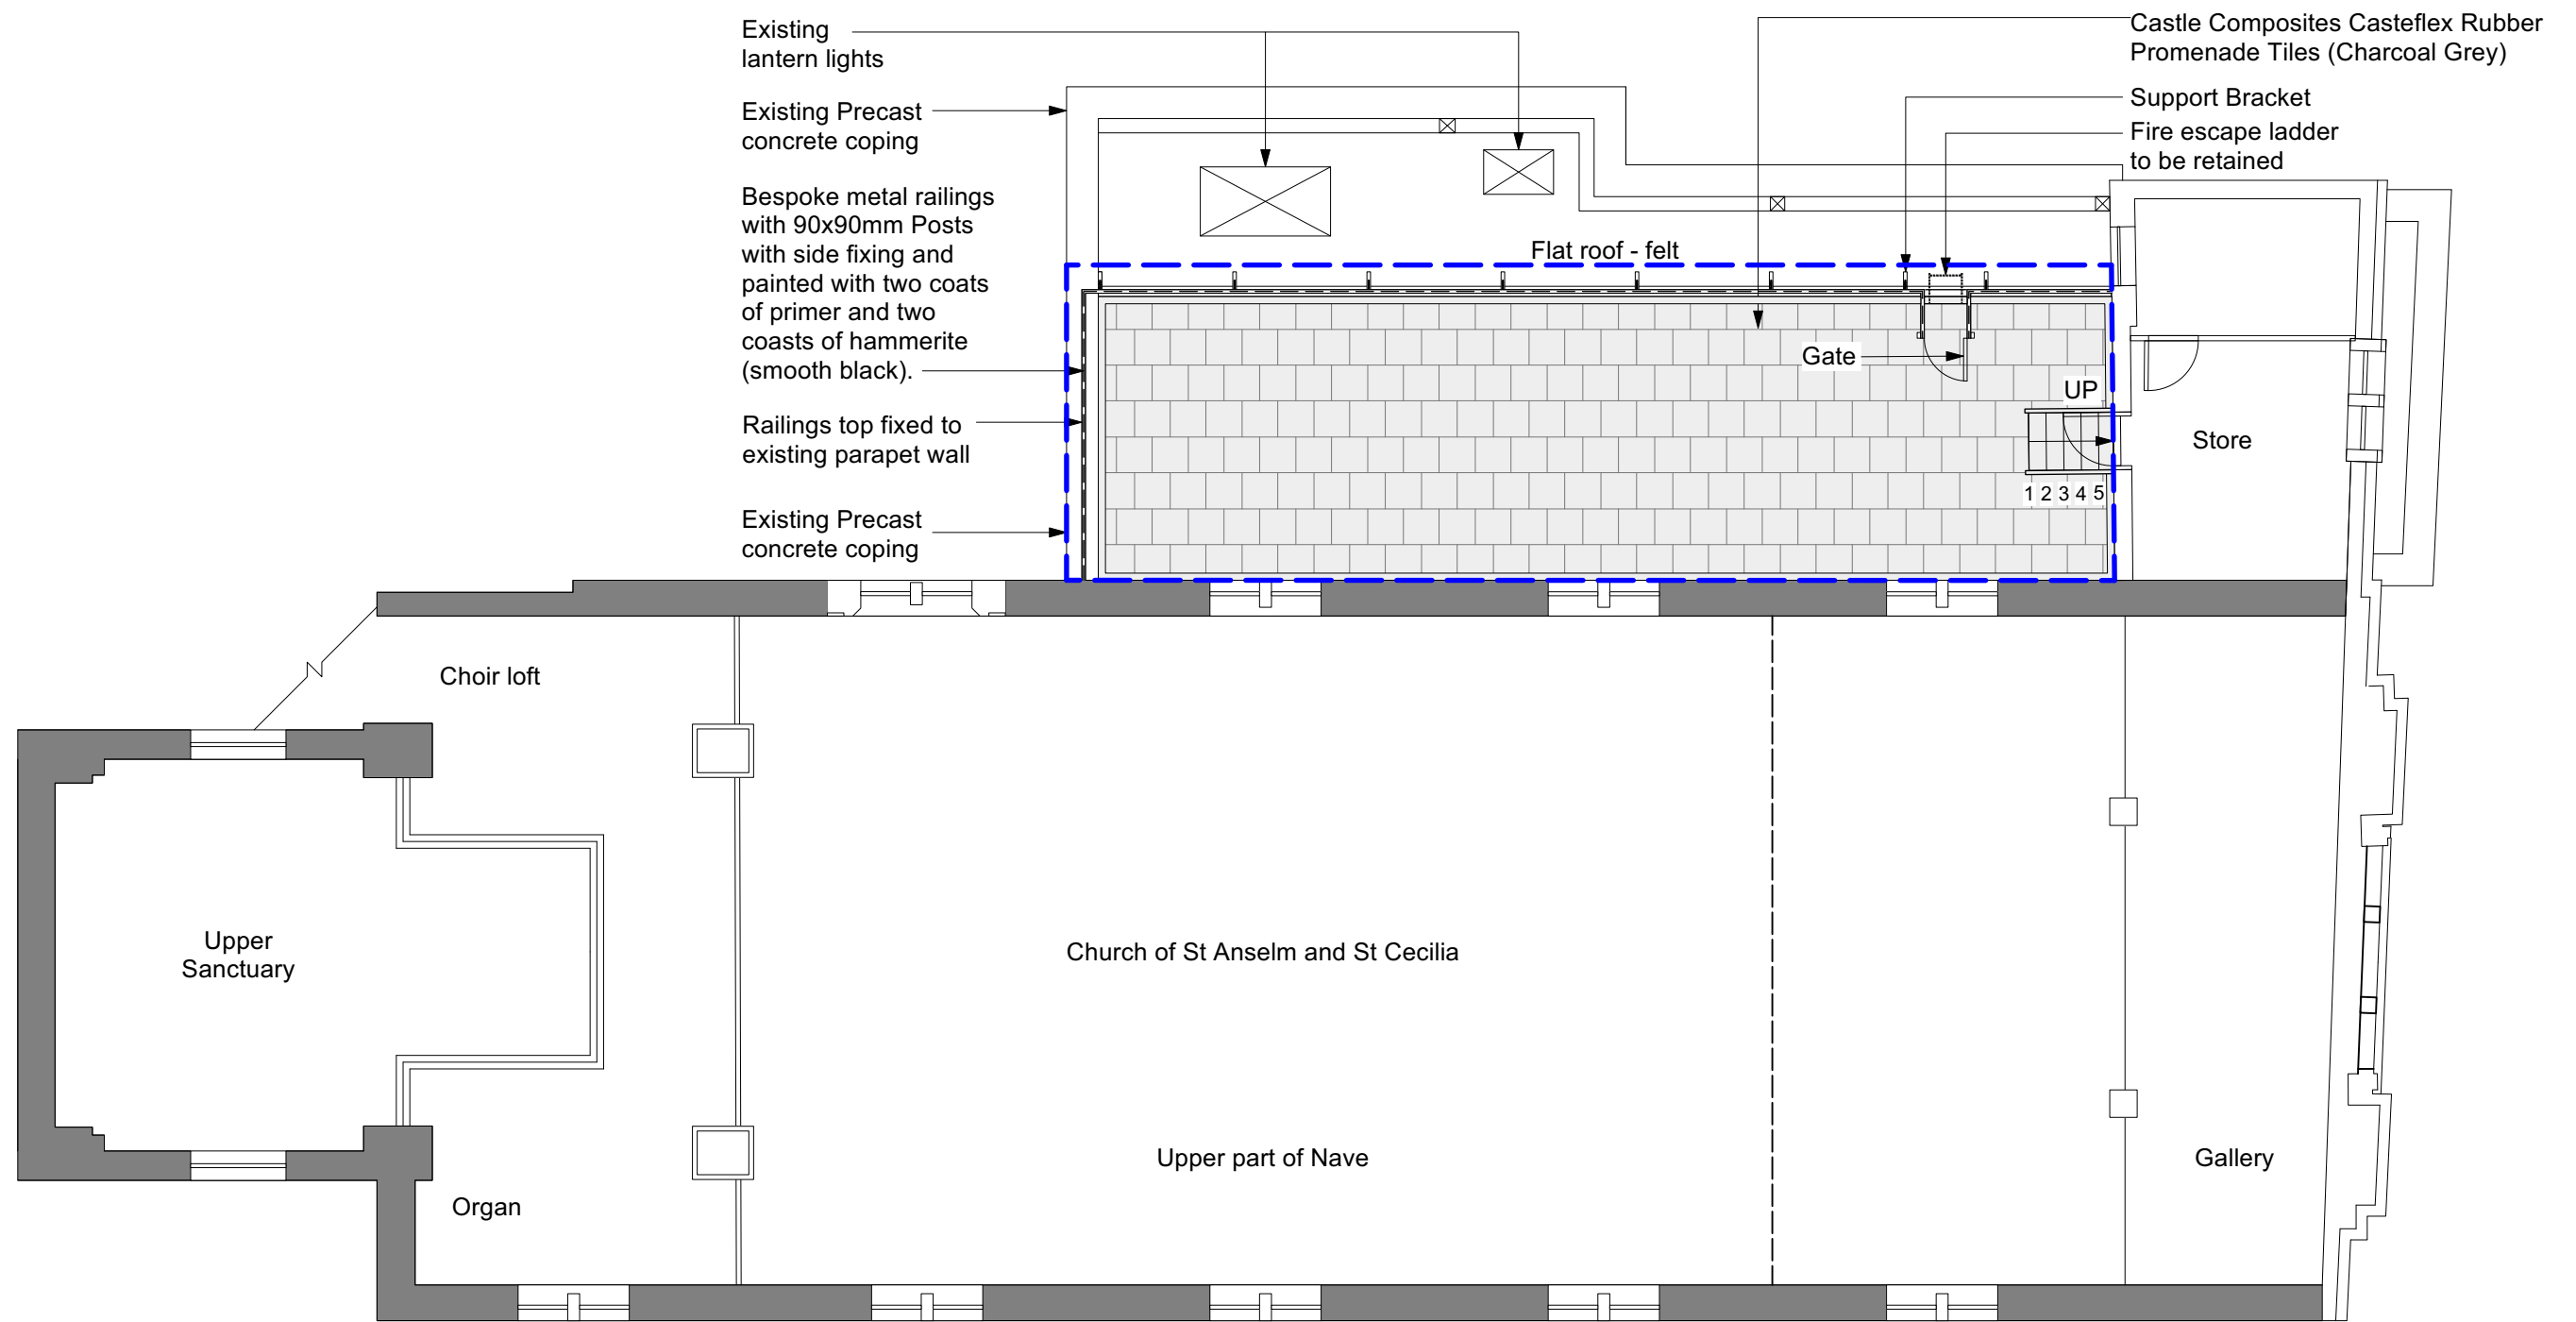 Existing
lantern lights
Existing Precast
concrete coping
Bespoke metal railings
with 90x90mm Posts
with side fixing and
painted with two coats
of primer and two
coasts of hammerite
(smooth black).
Railings top fixed to
existing parapet wall
Existing Precast
concrete coping
Castle Composites Casteflex Rubber
Promenade Tiles (Charcoal Grey)
Support Bracket
Fire escape ladder
to be retained
Flat roof - felt
Gate
UP
1 2 3 4 5
Store
Choir loft
Upper
Sanctuary
Church of St Anselm and St Cecilia
Upper part of Nave
Gallery
Organ